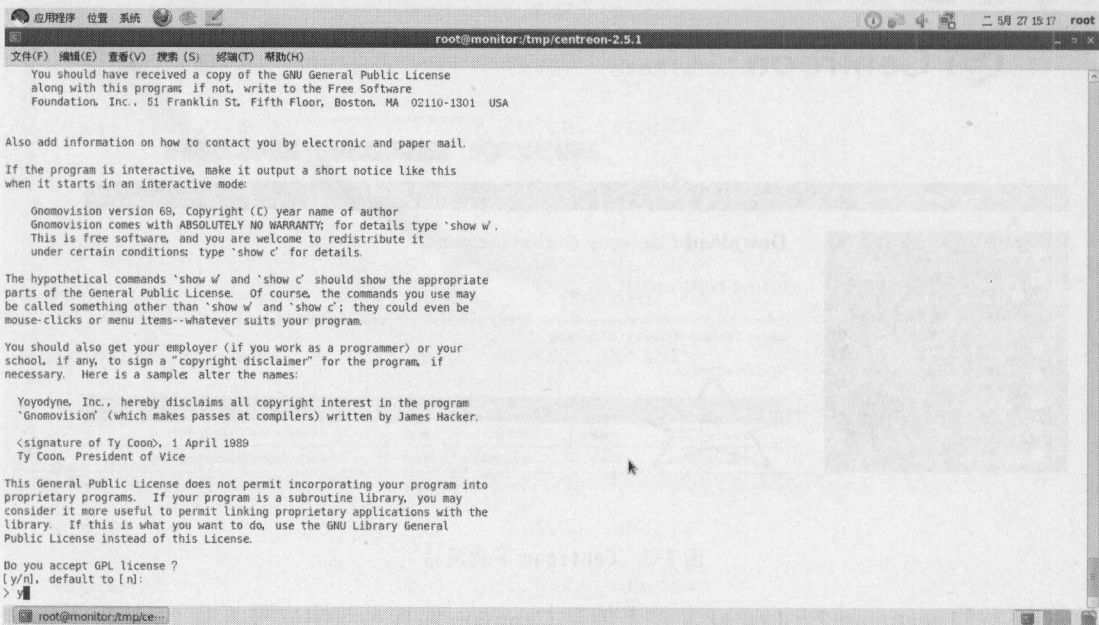 应用程序 位置 系统
二 5月 27 15:17 root
root@monitor:/tmp/centreon-2.5.1
文件(F) 编辑(E) 查看(V) 搜索 (S) 终端(T) 帮助(H)
You should have received a copy of the GNU General Public License
along with this program; if not, write to the Free Software
Foundation, Inc., 51 Franklin St, Fifth Floor, Boston, MA 02110-1301 USA
Also add information on how to contact you by electronic and paper mail.
If the program is interactive, make it output a short notice like this
when it starts in an interactive mode:
Gnomovision version 69, Copyright (C) year name of author
Gnomovision comes with ABSOLUTELY NO WARRANTY; for details type `show w'.
This is free software, and you are welcome to redistribute it
under certain conditions; type `show c' for details.
The hypothetical commands `show w' and `show c' should show the appropriate
parts of the General Public License. Of course, the commands you use may
be called something other than `show w' and `show c'; they could even be
mouse-clicks or menu items--whatever suits your program.
You should also get your employer (if you work as a programmer) or your
school, if any, to sign a "copyright disclaimer" for the program, if
necessary. Here is a sample; alter the names:
Yoyodyne, Inc., hereby disclaims all copyright interest in the program
`Gnomovision' (which makes passes at compilers) written by James Hacker.
<signature of Ty Coon>, 1 April 1989
Ty Coon, President of Vice
This General Public License does not permit incorporating your program into
proprietary programs. If your program is a subroutine library, you may
consider it more useful to permit linking proprietary applications with the
library. If this is what you want to do, use the GNU Library General
Public License instead of this License.
Do you accept GPL license ?
[y/n], default to [n]:
> y
root@monitor:/tmp/ce…